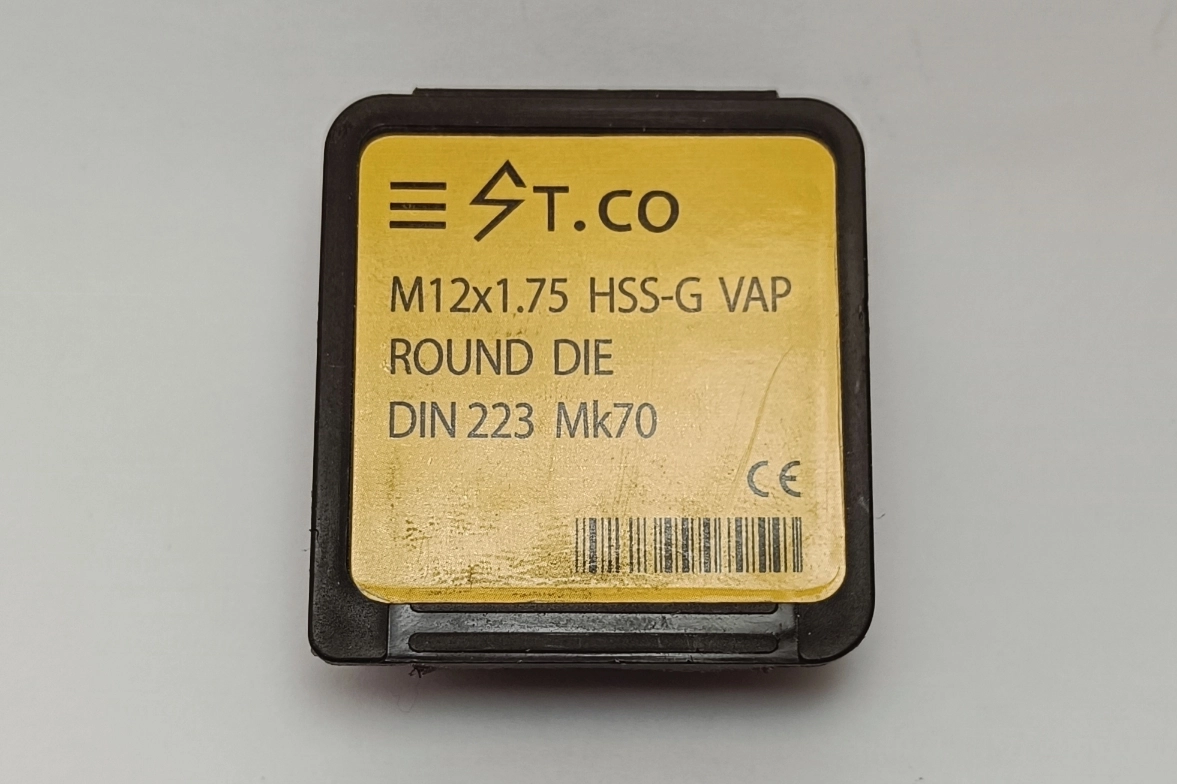 ST.CO
M12x1.75 HSS-G VAP
ROUND DIE
DIN 223 Mk70
CE